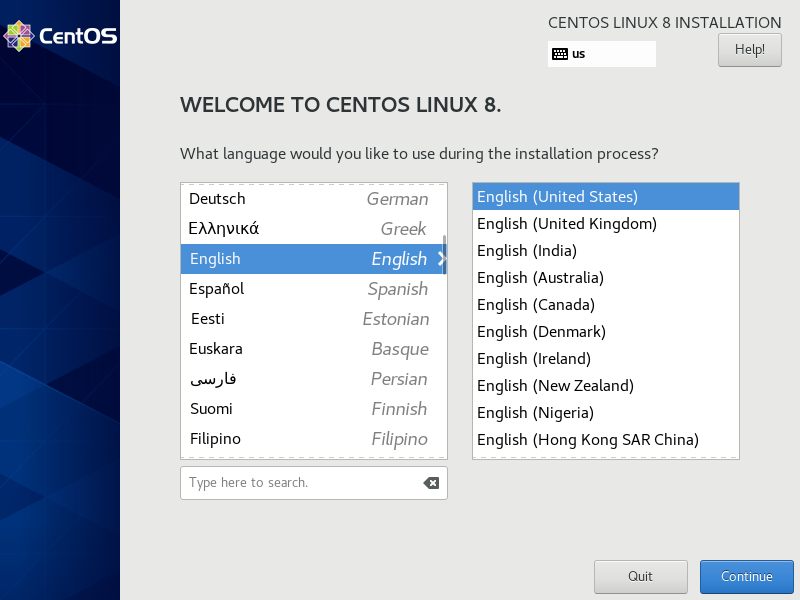 CentOS
CENTOS LINUX 8 INSTALLATION
us
Help!
WELCOME TO CENTOS LINUX 8.
What language would you like to use during the installation process?
Deutsch German
Ελληνικά Greek
English English
Español Spanish
Eesti Estonian
Euskara Basque
فارسی Persian
Suomi Finnish
Filipino Filipino
Type here to search.
English (United States)
English (United Kingdom)
English (India)
English (Australia)
English (Canada)
English (Denmark)
English (Ireland)
English (New Zealand)
English (Nigeria)
English (Hong Kong SAR China)
Quit
Continue